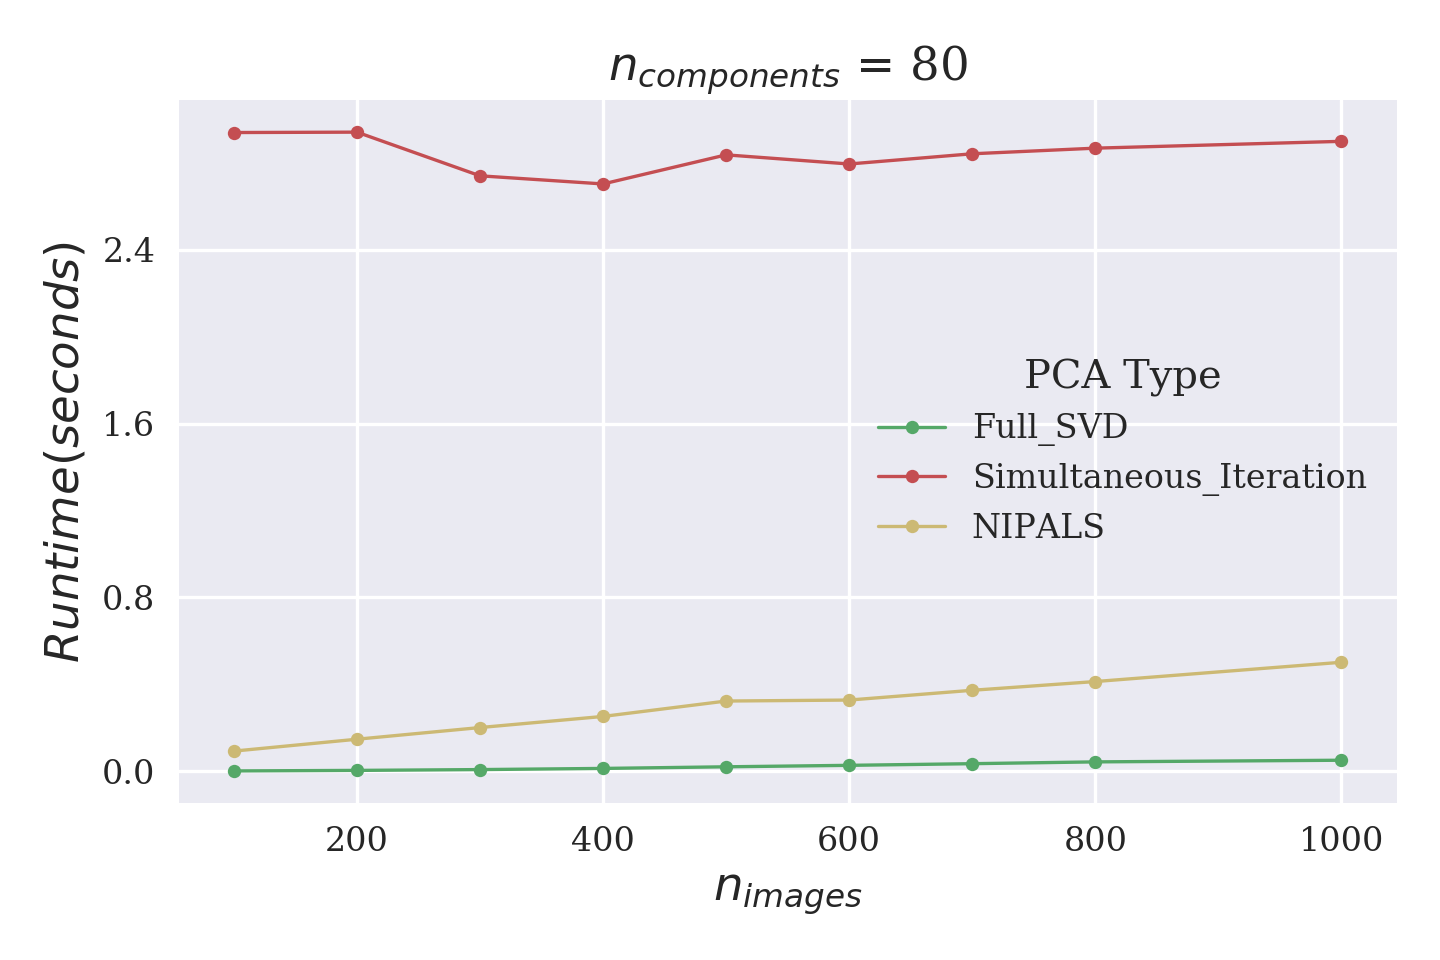 n_components = 80
Runtime(seconds)
2.4
1.6
0.8
0.0
PCA Type
Full_SVD
Simultaneous_Iteration
NIPALS
200 400 600 800 1000
n_images